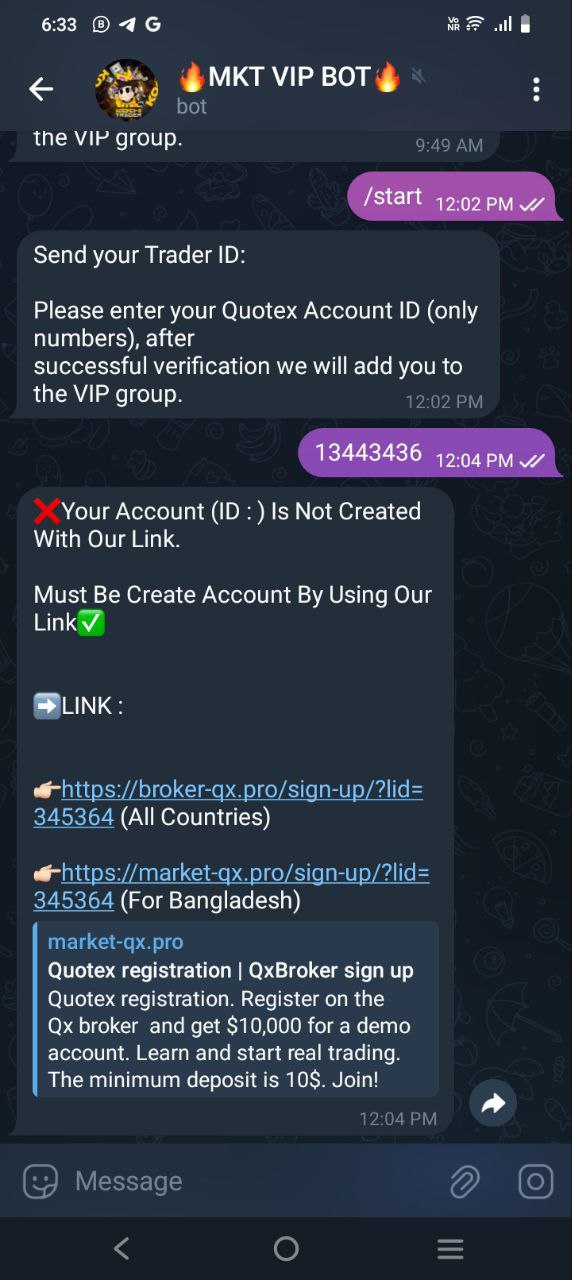 6:33
Vo
NR
🔥MKT VIP BOT🔥
bot
the VIP group.
9:49 AM
/start 12:02 PM
Send your Trader ID:
Please enter your Quotex Account ID (only
numbers), after
successful verification we will add you to
the VIP group.
12:02 PM
13443436 12:04 PM
❌Your Account (ID : ) Is Not Created
With Our Link.
Must Be Create Account By Using Our
Link✅
➡️LINK :
👉🏻https://broker-qx.pro/sign-up/?lid=
345364 (All Countries)
👉🏻https://market-qx.pro/sign-up/?lid=
345364 (For Bangladesh)
market-qx.pro
Quotex registration | QxBroker sign up
Quotex registration. Register on the
Qx broker and get $10,000 for a demo
account. Learn and start real trading.
The minimum deposit is 10$. Join!
12:04 PM
Message